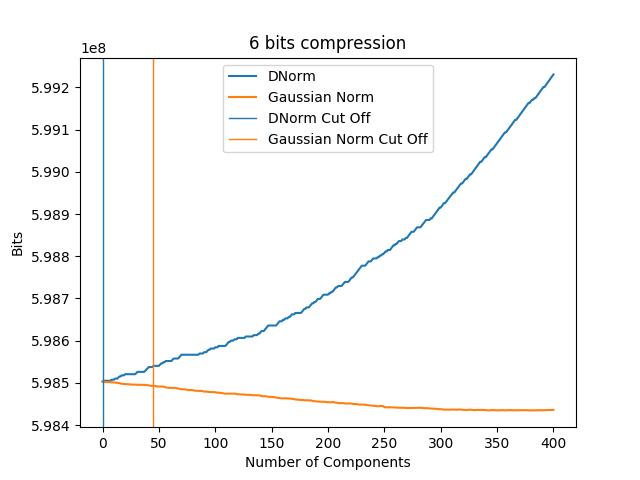 6 bits compression
1e8
DNorm
Gaussian Norm
DNorm Cut Off
Gaussian Norm Cut Off
5.992
5.991
5.990
5.989
5.988
5.987
5.986
5.985
5.984
Bits
0 50 100 150 200 250 300 350 400
Number of Components